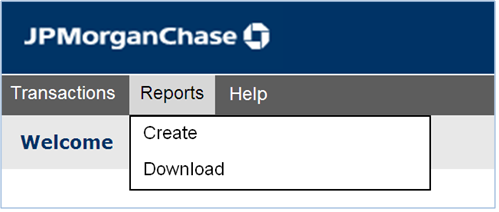 JPMorganChase
Transactions Reports Help
Create
Welcome
Download